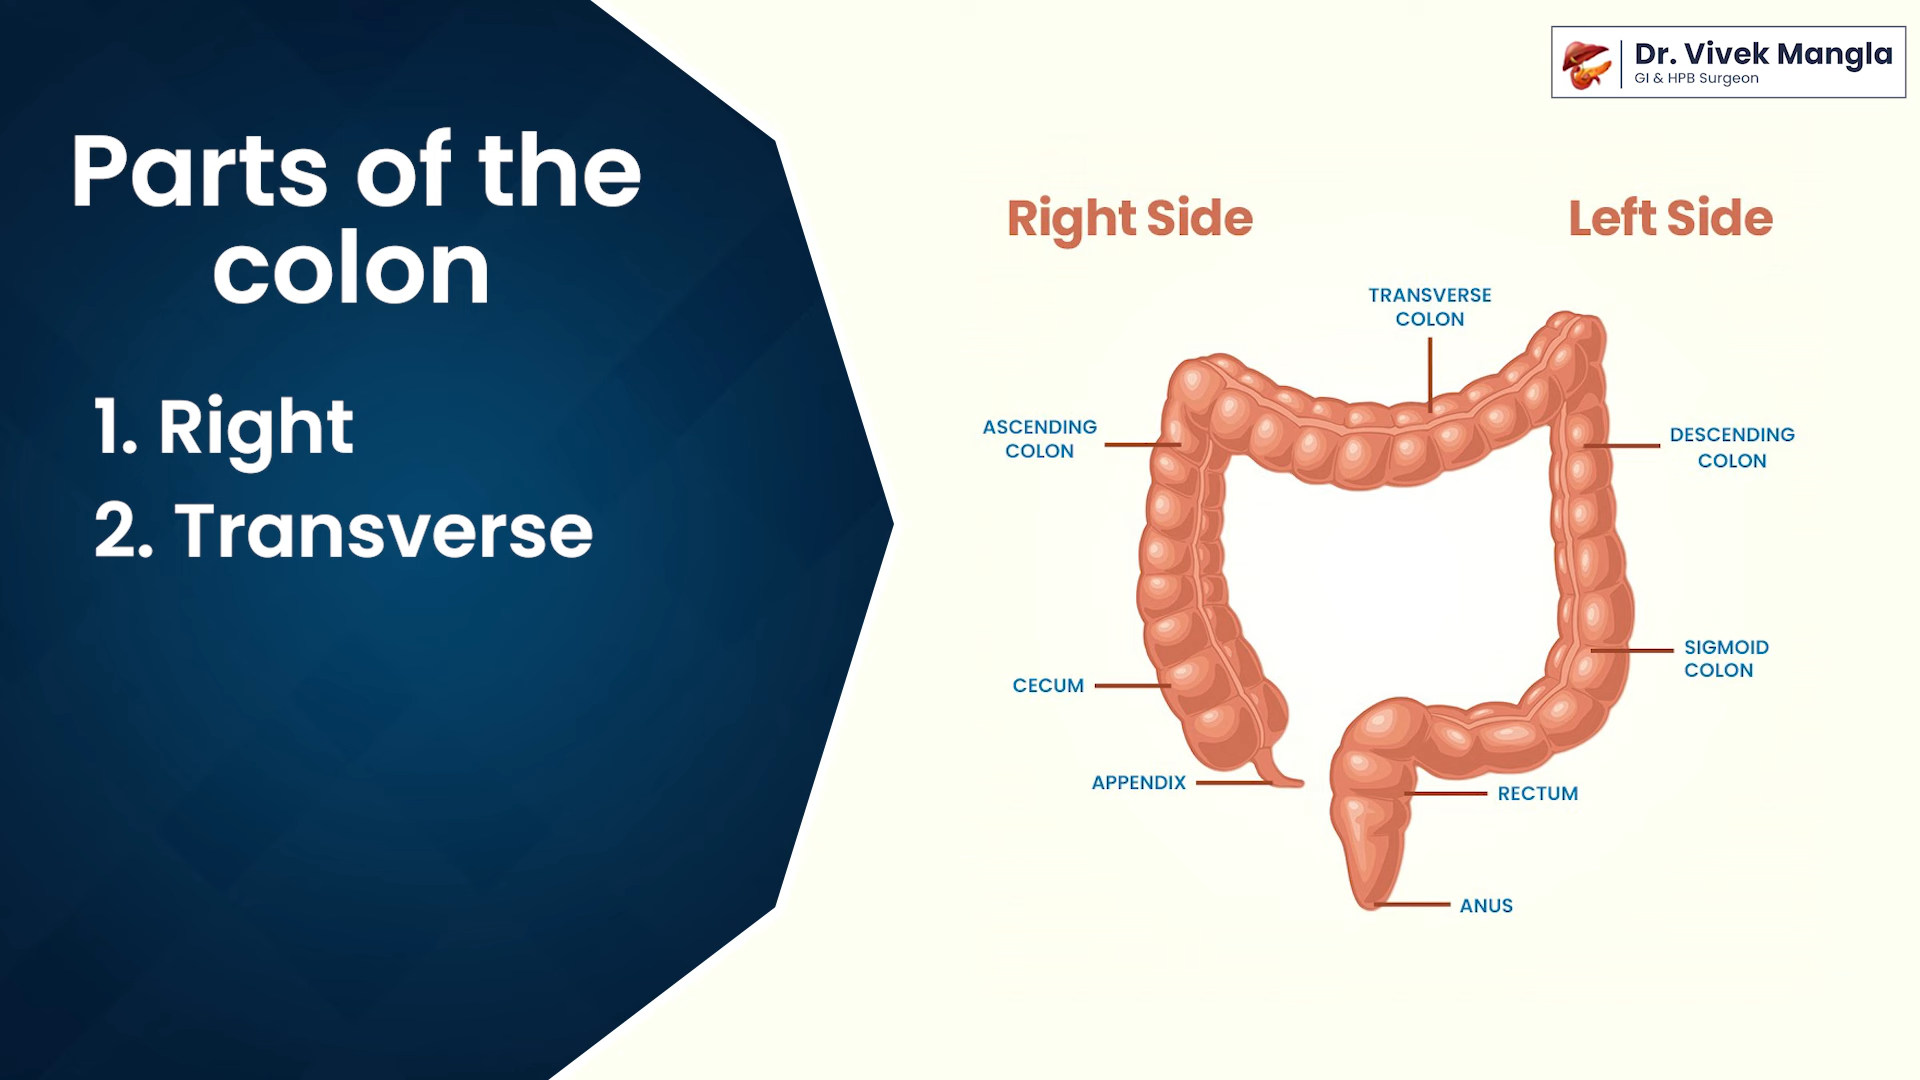 Parts of the
colon
1. Right
2. Transverse
Dr. Vivek Mangla
GI & HPB Surgeon
Right Side
Left Side
TRANSVERSE
COLON
ASCENDING
COLON
DESCENDING
COLON
SIGMOID
COLON
CECUM
APPENDIX
RECTUM
ANUS